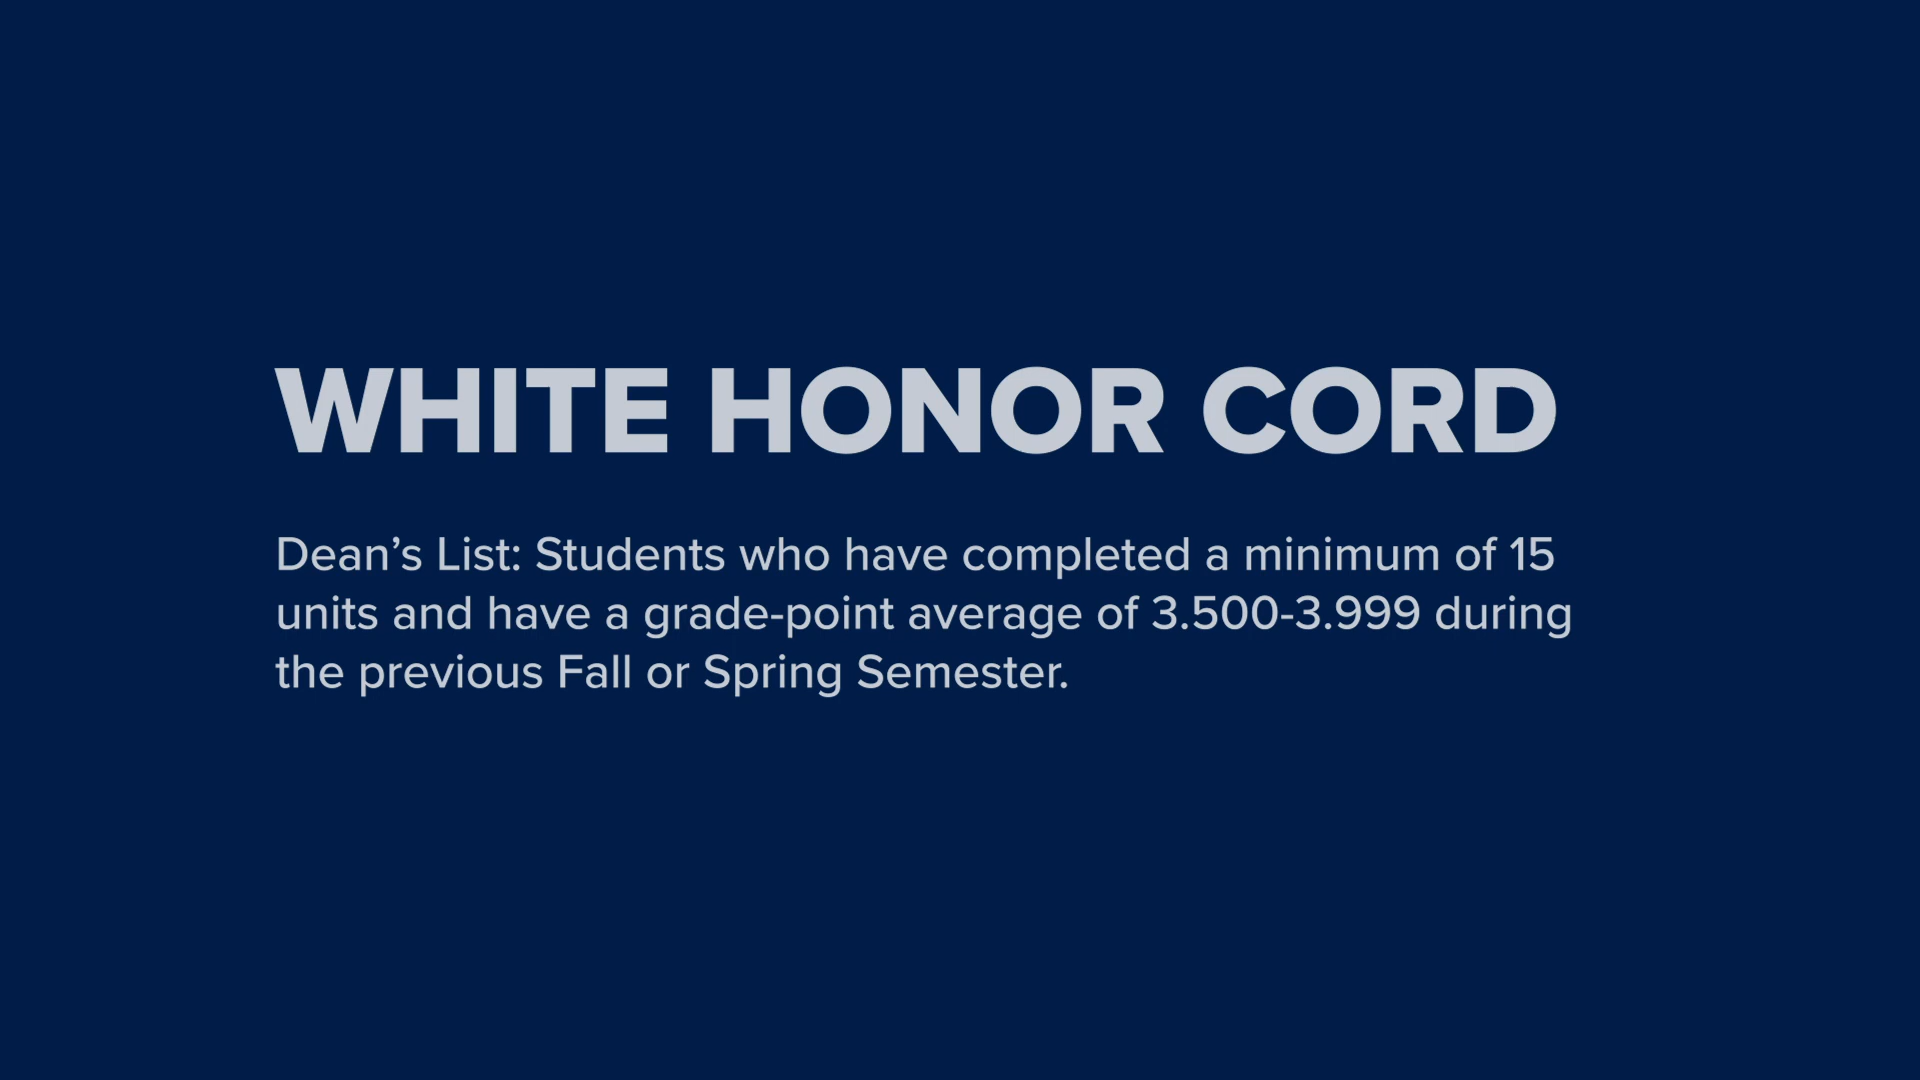 WHITE HONOR CORD
Dean’s List: Students who have completed a minimum of 15
units and have a grade-point average of 3.500-3.999 during
the previous Fall or Spring Semester.